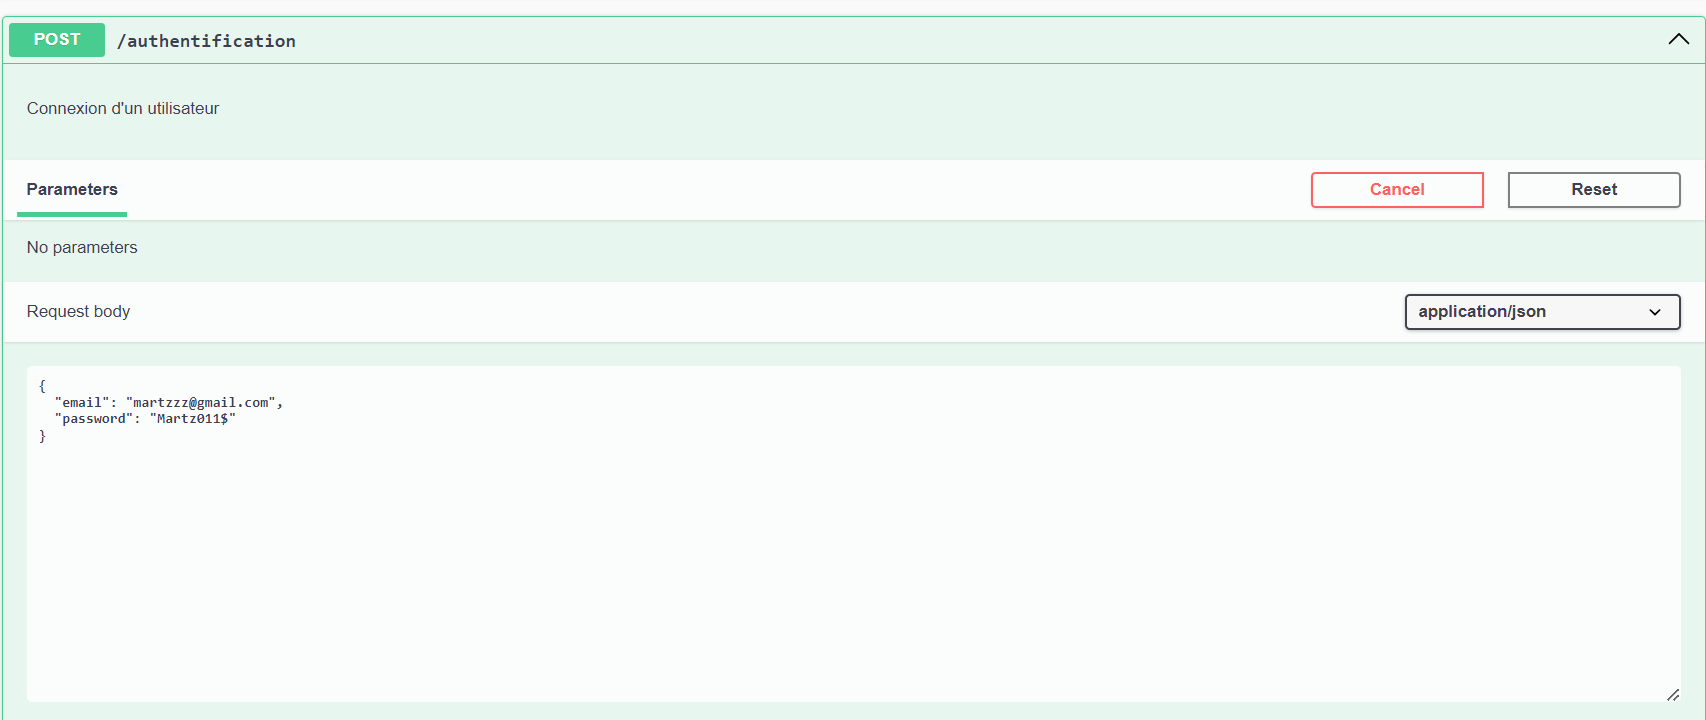 POST /authentification
Connexion d'un utilisateur
Parameters
Cancel
Reset
No parameters
Request body
application/json
{
  "email": "martzzz@gmail.com",
  "password": "Martz011$"
}